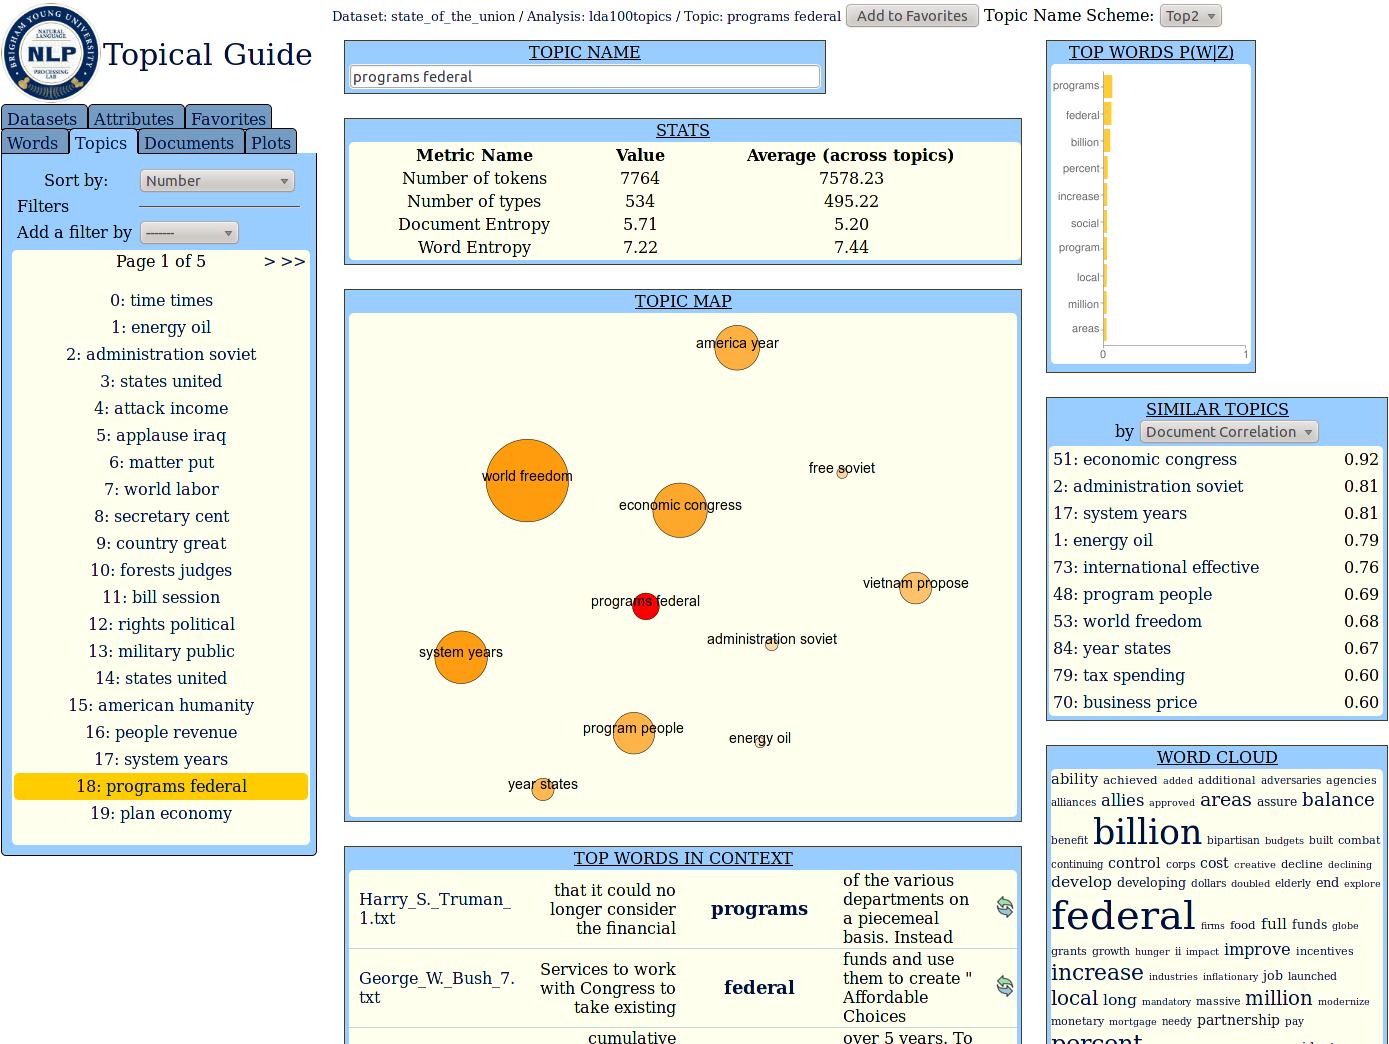 Dataset: state_of_the_union / Analysis: lda100topics / Topic: programs federal Add to Favorites Topic Name Scheme: Top2
BRIGHAM YOUNG UNIVERSITY
NATURAL LANGUAGE
NLP
PROCESSING LAB
Topical Guide
Datasets Attributes Favorites
Words Topics Documents Plots
Sort by: Number
Filters
Add a filter by -------
Page 1 of 5 > >>
0: time times
1: energy oil
2: administration soviet
3: states united
4: attack income
5: applause iraq
6: matter put
7: world labor
8: secretary cent
9: country great
10: forests judges
11: bill session
12: rights political
13: military public
14: states united
15: american humanity
16: people revenue
17: system years
18: programs federal
19: plan economy
TOPIC NAME
programs federal
STATS
Metric Name Value Average (across topics)
Number of tokens 7764 7578.23
Number of types 534 495.22
Document Entropy 5.71 5.20
Word Entropy 7.22 7.44
TOPIC MAP
america year
world freedom
free soviet
economic congress
vietnam propose
programs federal
administration soviet
system years
program people
energy oil
year states
TOP WORDS IN CONTEXT
Harry_S._Truman_1.txt that it could no longer consider the financial programs of the various departments on a piecemeal basis. Instead
George_W._Bush_7.txt Services to work with Congress to take existing federal funds and use them to create " Affordable Choices
cumulative over 5 years. To
TOP WORDS P(W|Z)
programs
federal
billion
percent
increase
social
program
local
million
areas
0 1
SIMILAR TOPICS
by Document Correlation
51: economic congress 0.92
2: administration soviet 0.81
17: system years 0.81
1: energy oil 0.79
73: international effective 0.76
48: program people 0.69
53: world freedom 0.68
84: year states 0.67
79: tax spending 0.60
70: business price 0.60
WORD CLOUD
ability achieved added additional adversaries agencies
alliances allies approved areas assure balance
benefit billion bipartisan budgets built combat
continuing control corps cost creative decline declining
develop developing dollars doubled elderly end explore
federal firms food full funds globe
grants growth hunger ii impact improve incentives
increase industries inflationary job launched
local long mandatory massive million modernize
monetary mortgage needy partnership pay
percent